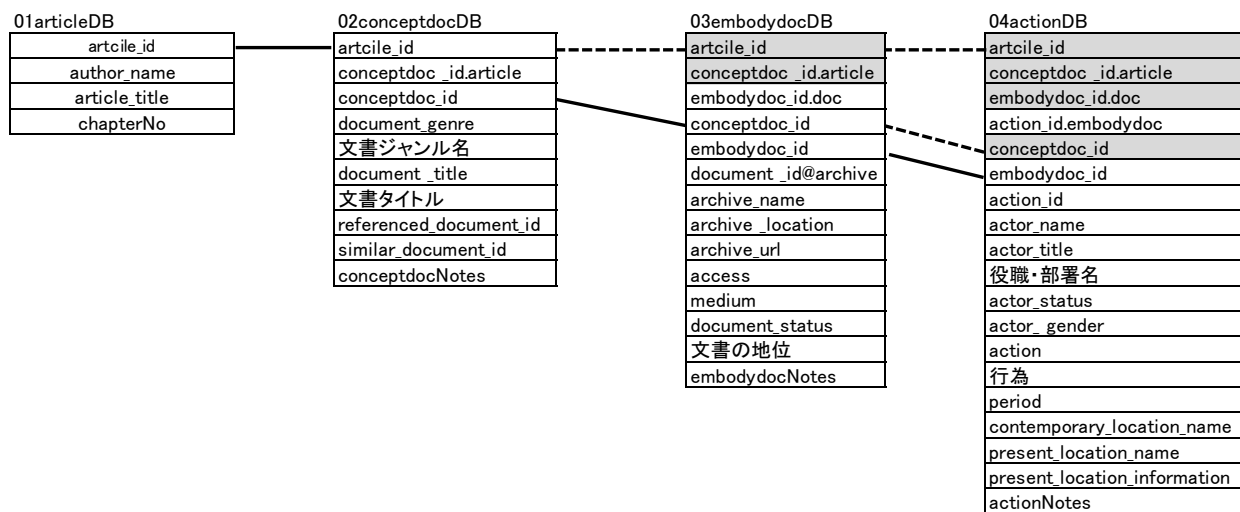 01articleDB
artcile_id
author_name
article_title
chapterNo
02conceptdocDB
artcile_id
conceptdoc _id.article
conceptdoc_id
document_genre
文書ジャンル名
document _title
文書タイトル
referenced_document_id
similar_document_id
conceptdocNotes
03embodydocDB
artcile_id
conceptdoc _id.article
embodydoc_id.doc
conceptdoc_id
embodydoc_id
document _id@archive
archive_name
archive _location
archive_url
access
medium
document_status
文書の地位
embodydocNotes
04actionDB
artcile_id
conceptdoc _id.article
embodydoc_id.doc
action_id.embodydoc
conceptdoc_id
embodydoc_id
action_id
actor_name
actor_title
役職・部署名
actor_status
actor_ gender
action
行為
period
contemporary_location_name
present_location_name
present_location_information
actionNotes